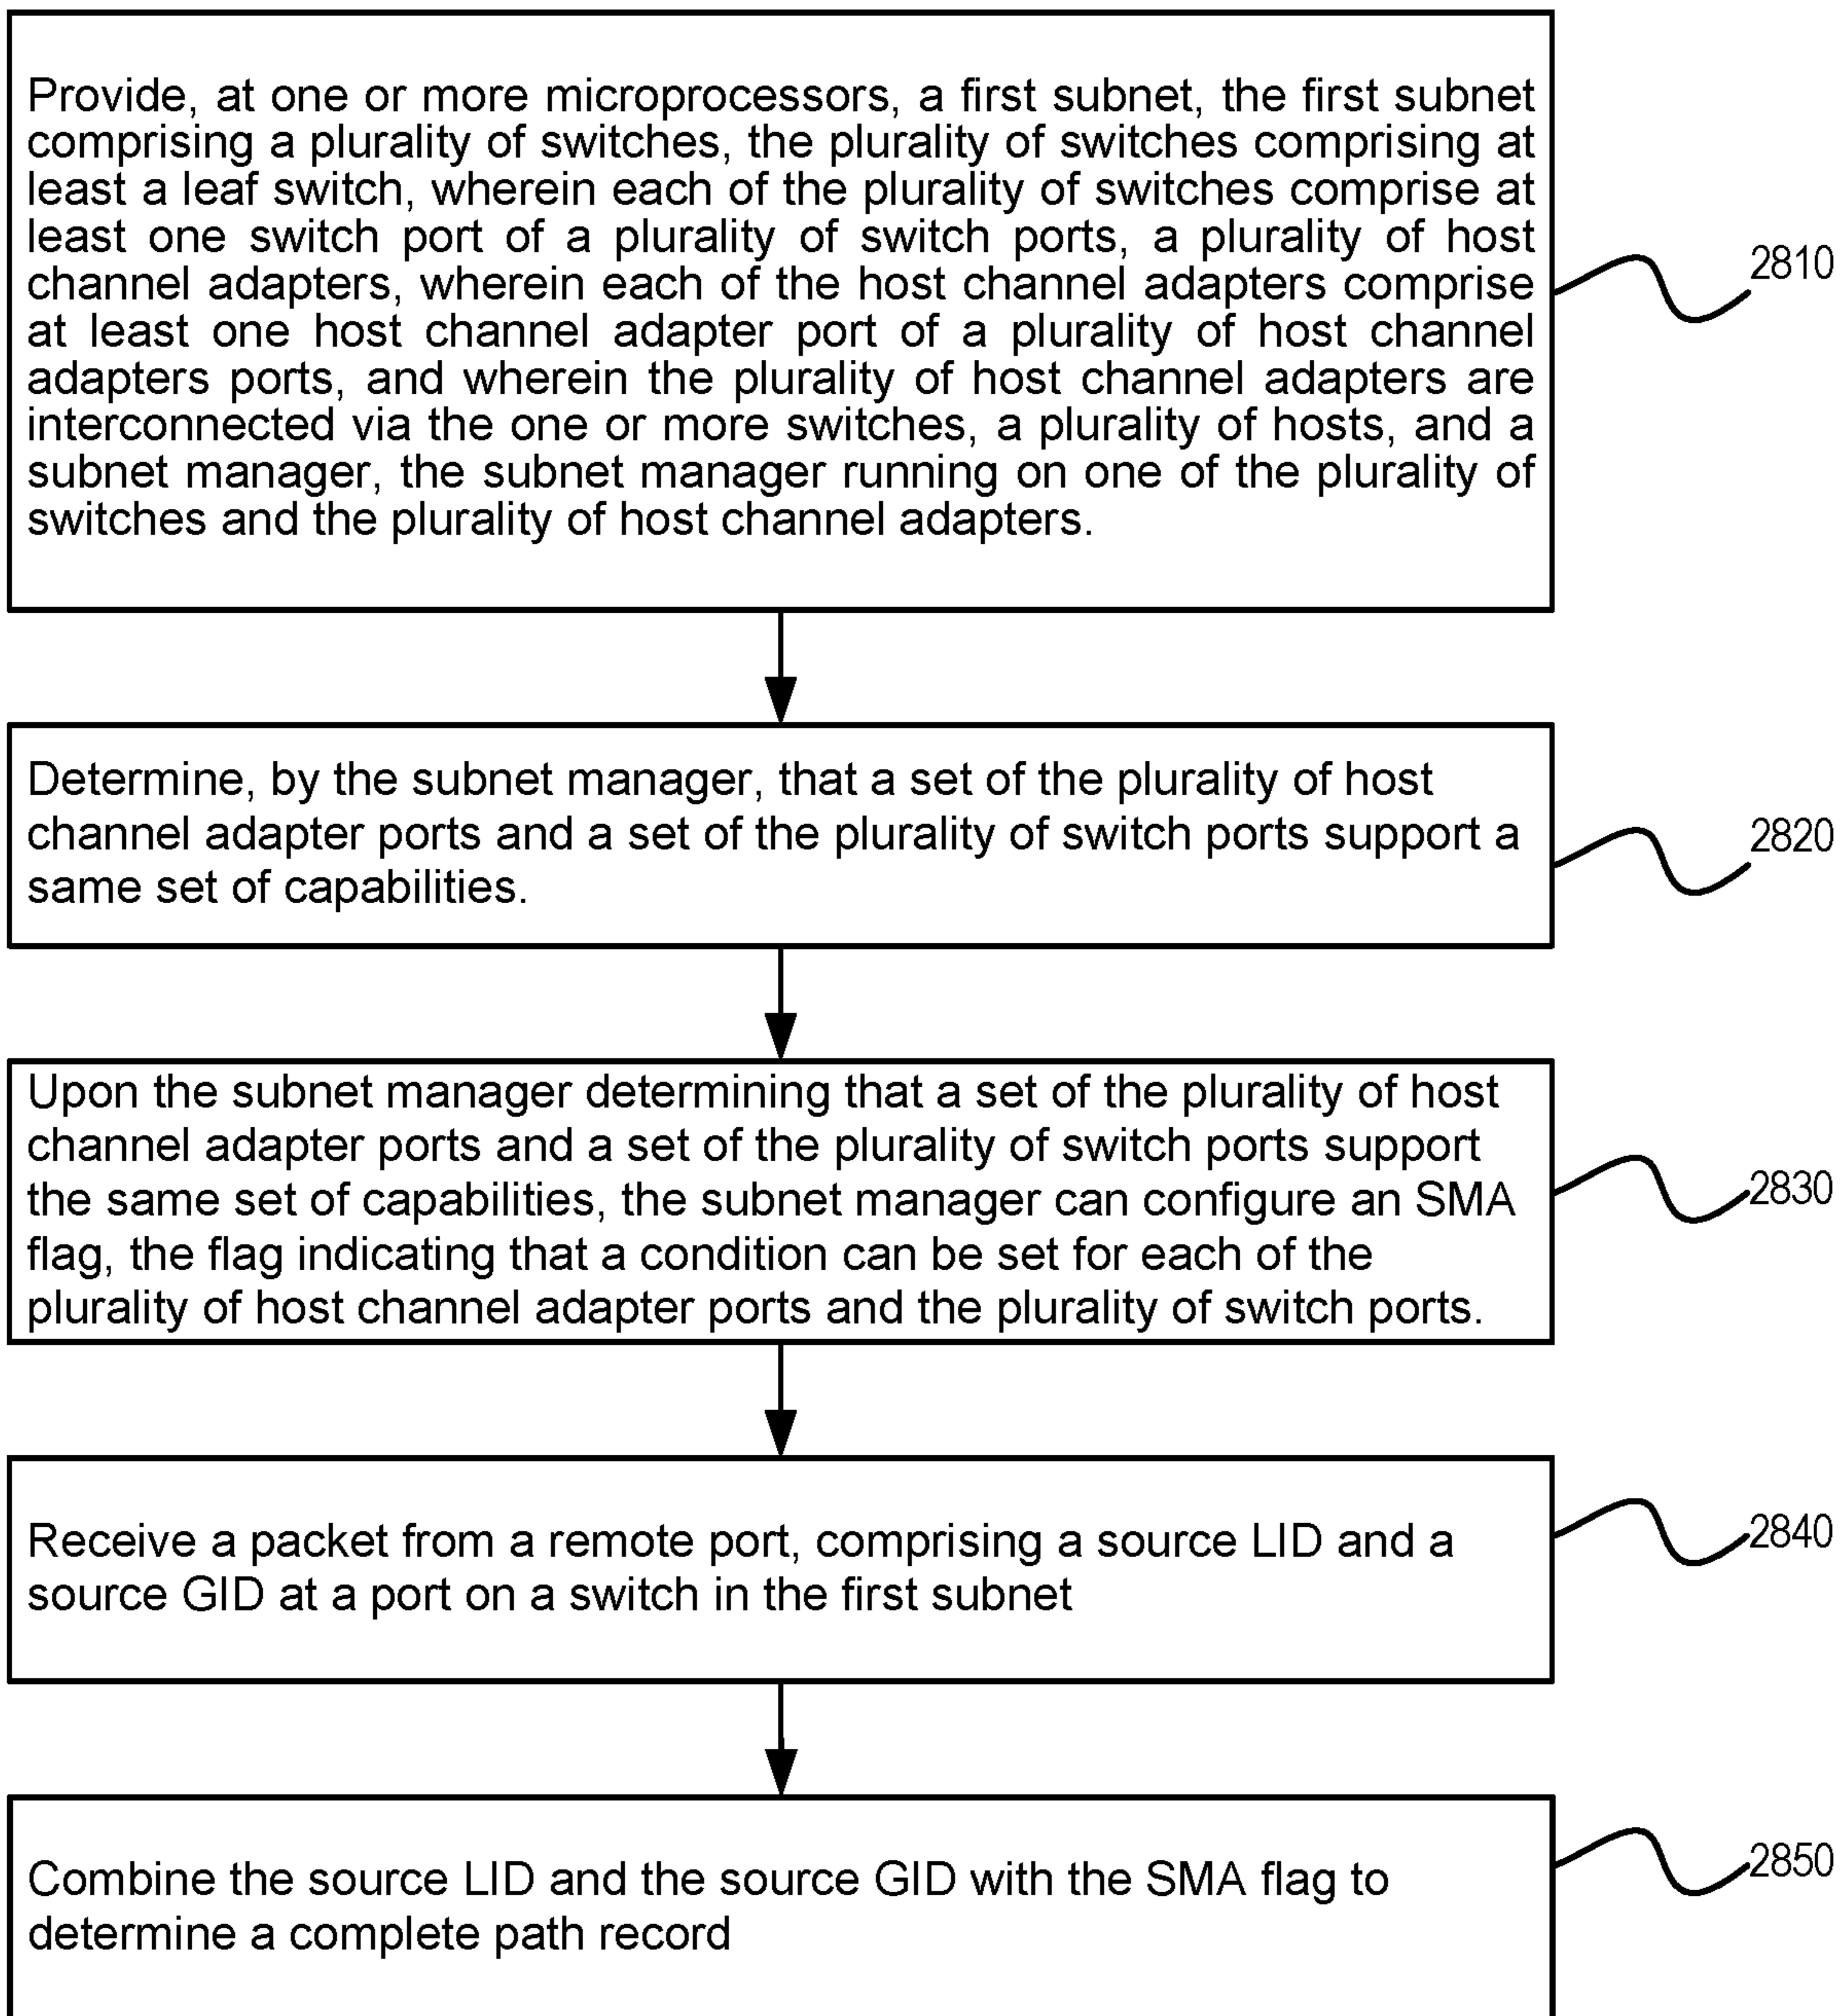 Provide, at one or more microprocessors, a first subnet, the first subnet
comprising a plurality of switches, the plurality of switches comprising at
least a leaf switch, wherein each of the plurality of switches comprise at
least one switch port of a plurality of switch ports, a plurality of host
channel adapters, wherein each of the host channel adapters comprise
at least one host channel adapter port of a plurality of host channel
adapters ports, and wherein the plurality of host channel adapters are
interconnected via the one or more switches, a plurality of hosts, and a
subnet manager, the subnet manager running on one of the plurality of
switches and the plurality of host channel adapters.
2810
Determine, by the subnet manager, that a set of the plurality of host
channel adapter ports and a set of the plurality of switch ports support a
same set of capabilities.
2820
Upon the subnet manager determining that a set of the plurality of host
channel adapter ports and a set of the plurality of switch ports support
the same set of capabilities, the subnet manager can configure an SMA
flag, the flag indicating that a condition can be set for each of the
plurality of host channel adapter ports and the plurality of switch ports.
2830
Receive a packet from a remote port, comprising a source LID and a
source GID at a port on a switch in the first subnet
2840
Combine the source LID and the source GID with the SMA flag to
determine a complete path record
2850